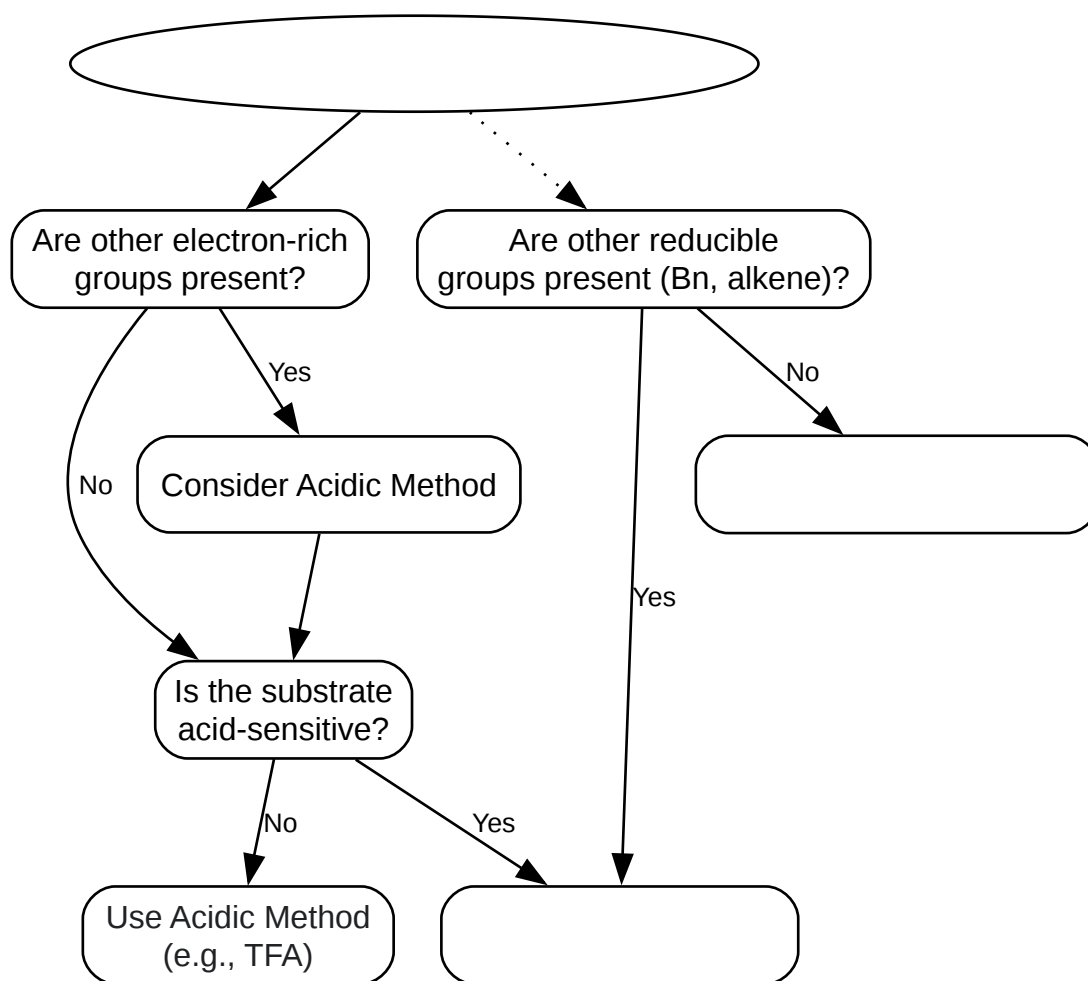 Are other electron-rich
groups present?
Are other reducible
groups present (Bn, alkene)?
Yes
No
No
Consider Acidic Method
Yes
Is the substrate
acid-sensitive?
No
Yes
Use Acidic Method
(e.g., TFA)